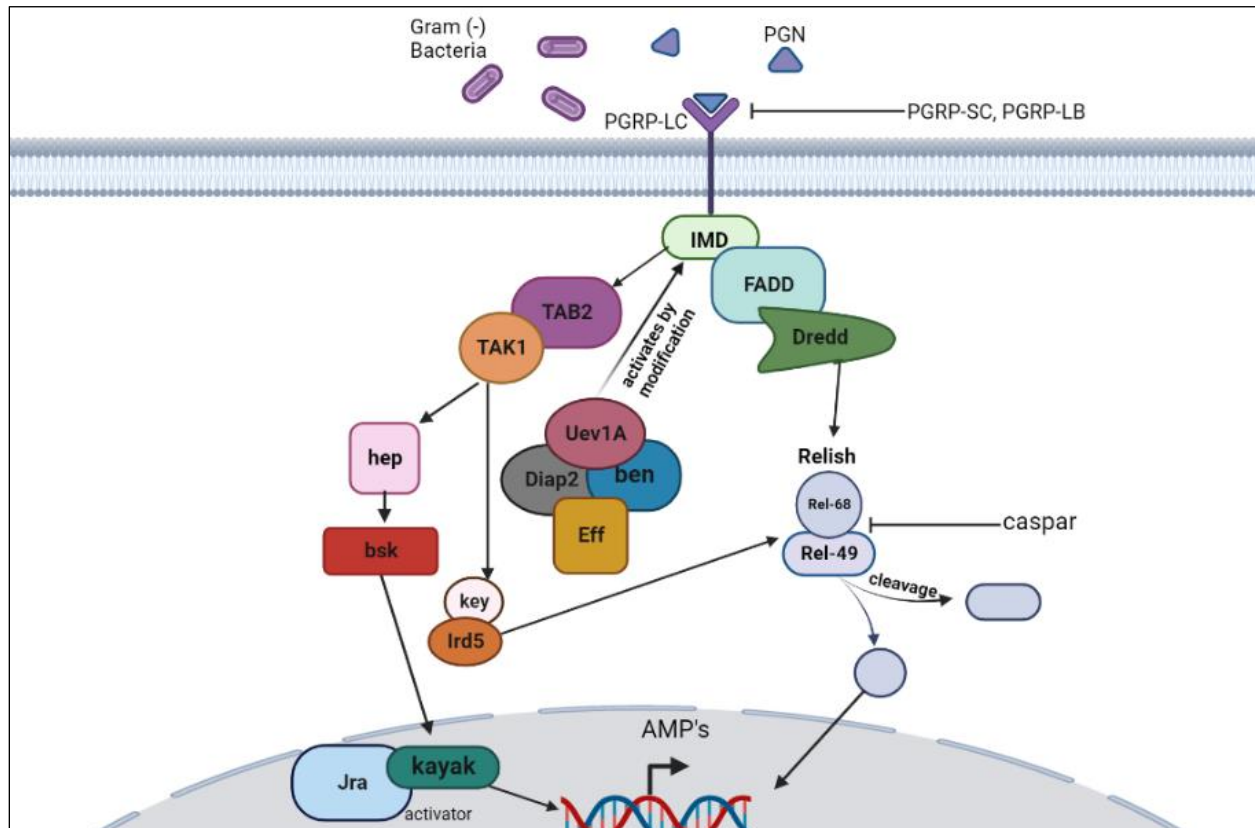 Gram (-)
Bacteria
PGN
PGRP-LC
PGRP-SC, PGRP-LB
IMD
FADD
TAB2
Dredd
TAK1
activates by
modification
Uev1A
hep
Diap2
ben
Relish
Rel-68
Eff
caspar
bsk
Rel-49
cleavage
key
Ird5
AMP's
Jra
kayak
activator